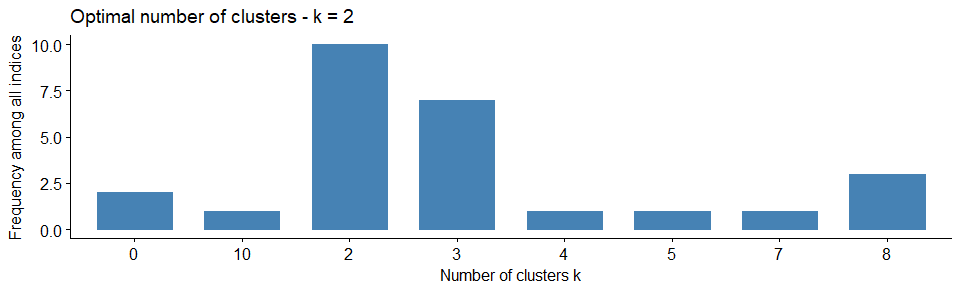 Optimal number of clusters - k = 2
Frequency among all indices
10.0
7.5
5.0
2.5
0.0
0 10 2 3 4 5 7 8
Number of clusters k